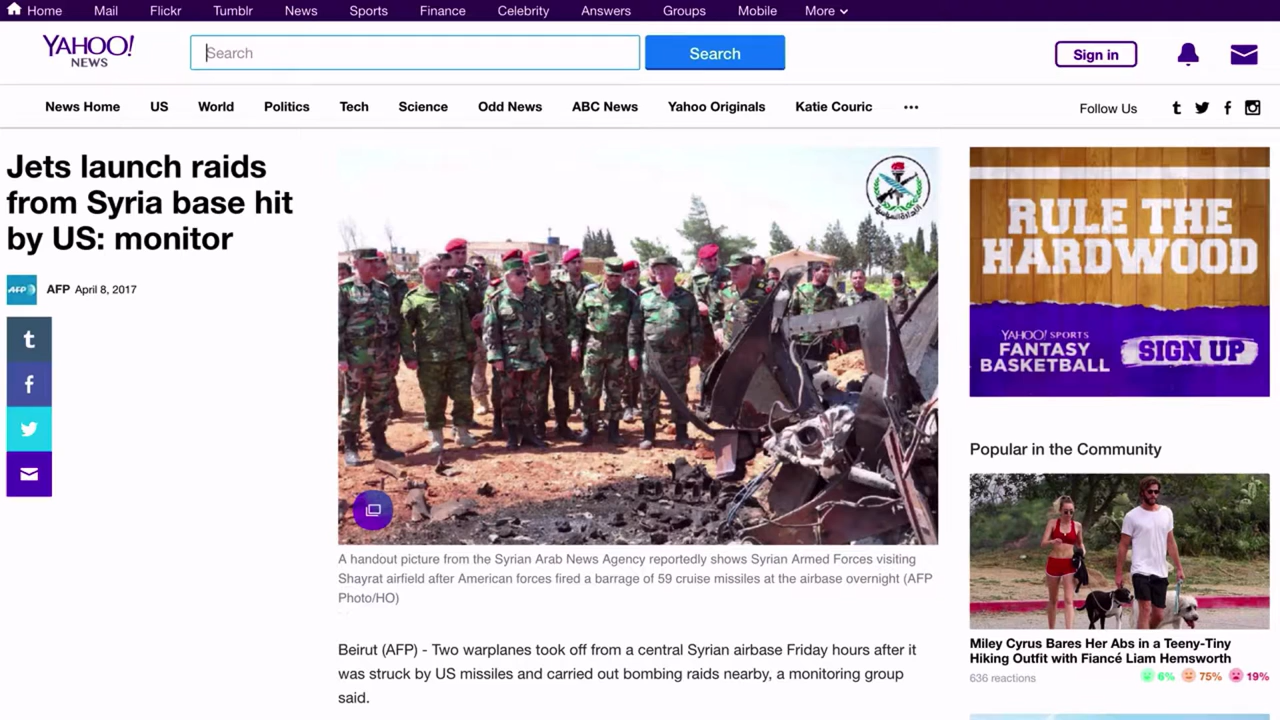 Home Mail Flickr Tumblr News Sports Finance Celebrity Answers Groups Mobile More
YAHOO!
NEWS
Search
Search
Sign in
News Home US World Politics Tech Science Odd News ABC News Yahoo Originals Katie Couric
Follow Us
Jets launch raids
from Syria base hit
by US: monitor
AFP
AFP April 8, 2017
RULE THE
HARDWOOD
YAHOO! SPORTS
FANTASY
BASKETBALL
SIGN UP
A handout picture from the Syrian Arab News Agency reportedly shows Syrian Armed Forces visiting
Shayrat airfield after American forces fired a barrage of 59 cruise missiles at the airbase overnight (AFP
Photo/HO)
Beirut (AFP) - Two warplanes took off from a central Syrian airbase Friday hours after it
was struck by US missiles and carried out bombing raids nearby, a monitoring group
said.
Popular in the Community
Miley Cyrus Bares Her Abs in a Teeny-Tiny
Hiking Outfit with Fiancé Liam Hemsworth
636 reactions
6% 75% 19%